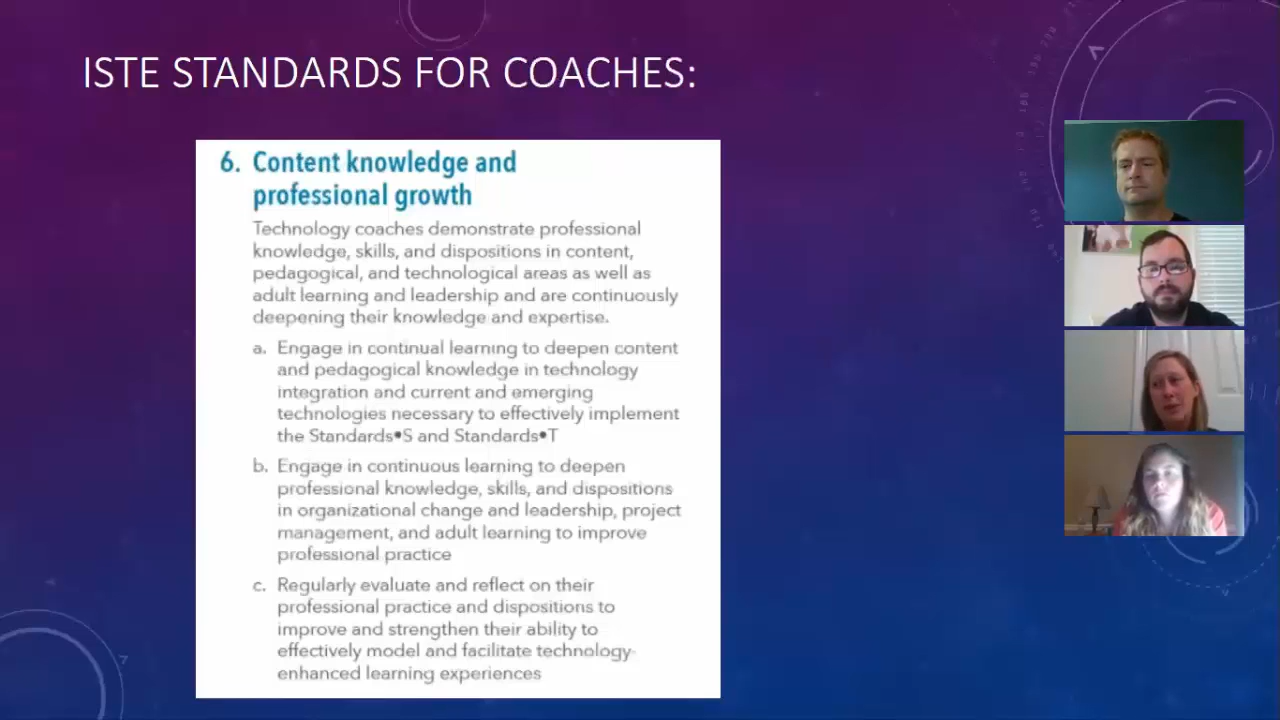 ISTE STANDARDS FOR COACHES:
6. Content knowledge and
professional growth
Technology coaches demonstrate professional
knowledge, skills, and dispositions in content,
pedagogical, and technological areas as well as
adult learning and leadership and are continuously
deepening their knowledge and expertise.
a. Engage in continual learning to deepen content
and pedagogical knowledge in technology
integration and current and emerging
technologies necessary to effectively implement
the Standards•S and Standards•T
b. Engage in continuous learning to deepen
professional knowledge, skills, and dispositions
in organizational change and leadership, project
management, and adult learning to improve
professional practice
c. Regularly evaluate and reflect on their
professional practice and dispositions to
improve and strengthen their ability to
effectively model and facilitate technology-
enhanced learning experiences